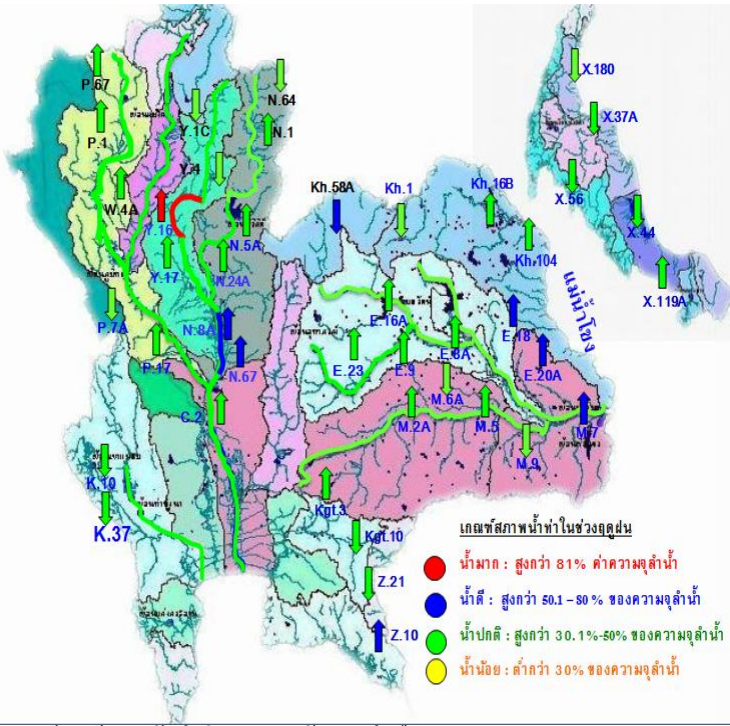 P.67
N.64
X.180
Y.1C
N.1
X.37A
P.1
Y.4
Kh.58A
Kh.1
Kh.16B
X.56
W.4A
Y.16
X.44
N.5A
Kh.104
Y.17
N.24A
แม่น้ำโขง
X.119A
P.7A
N.8A
E.16A
E.18
P.17
N.67
E.23
E.9
E.8A
E.20A
M.6A
C.2
M.2A
M.5
M.7
K.10
M.9
K.37
Kgt.3
Kgt.10
Z.21
Z.10
เกณฑ์สภาพน้ำท่าในช่วงฤดูฝน
น้ำมาก : สูงกว่า 81% ค่าความจุลำน้ำ
น้ำดี : สูงกว่า 50.1 - 80 % ของความจุลำน้ำ
น้ำปกติ : สูงกว่า 30.1%-50% ของความจุลำน้ำ
น้ำน้อย : ต่ำกว่า 30% ของความจุลำน้ำ